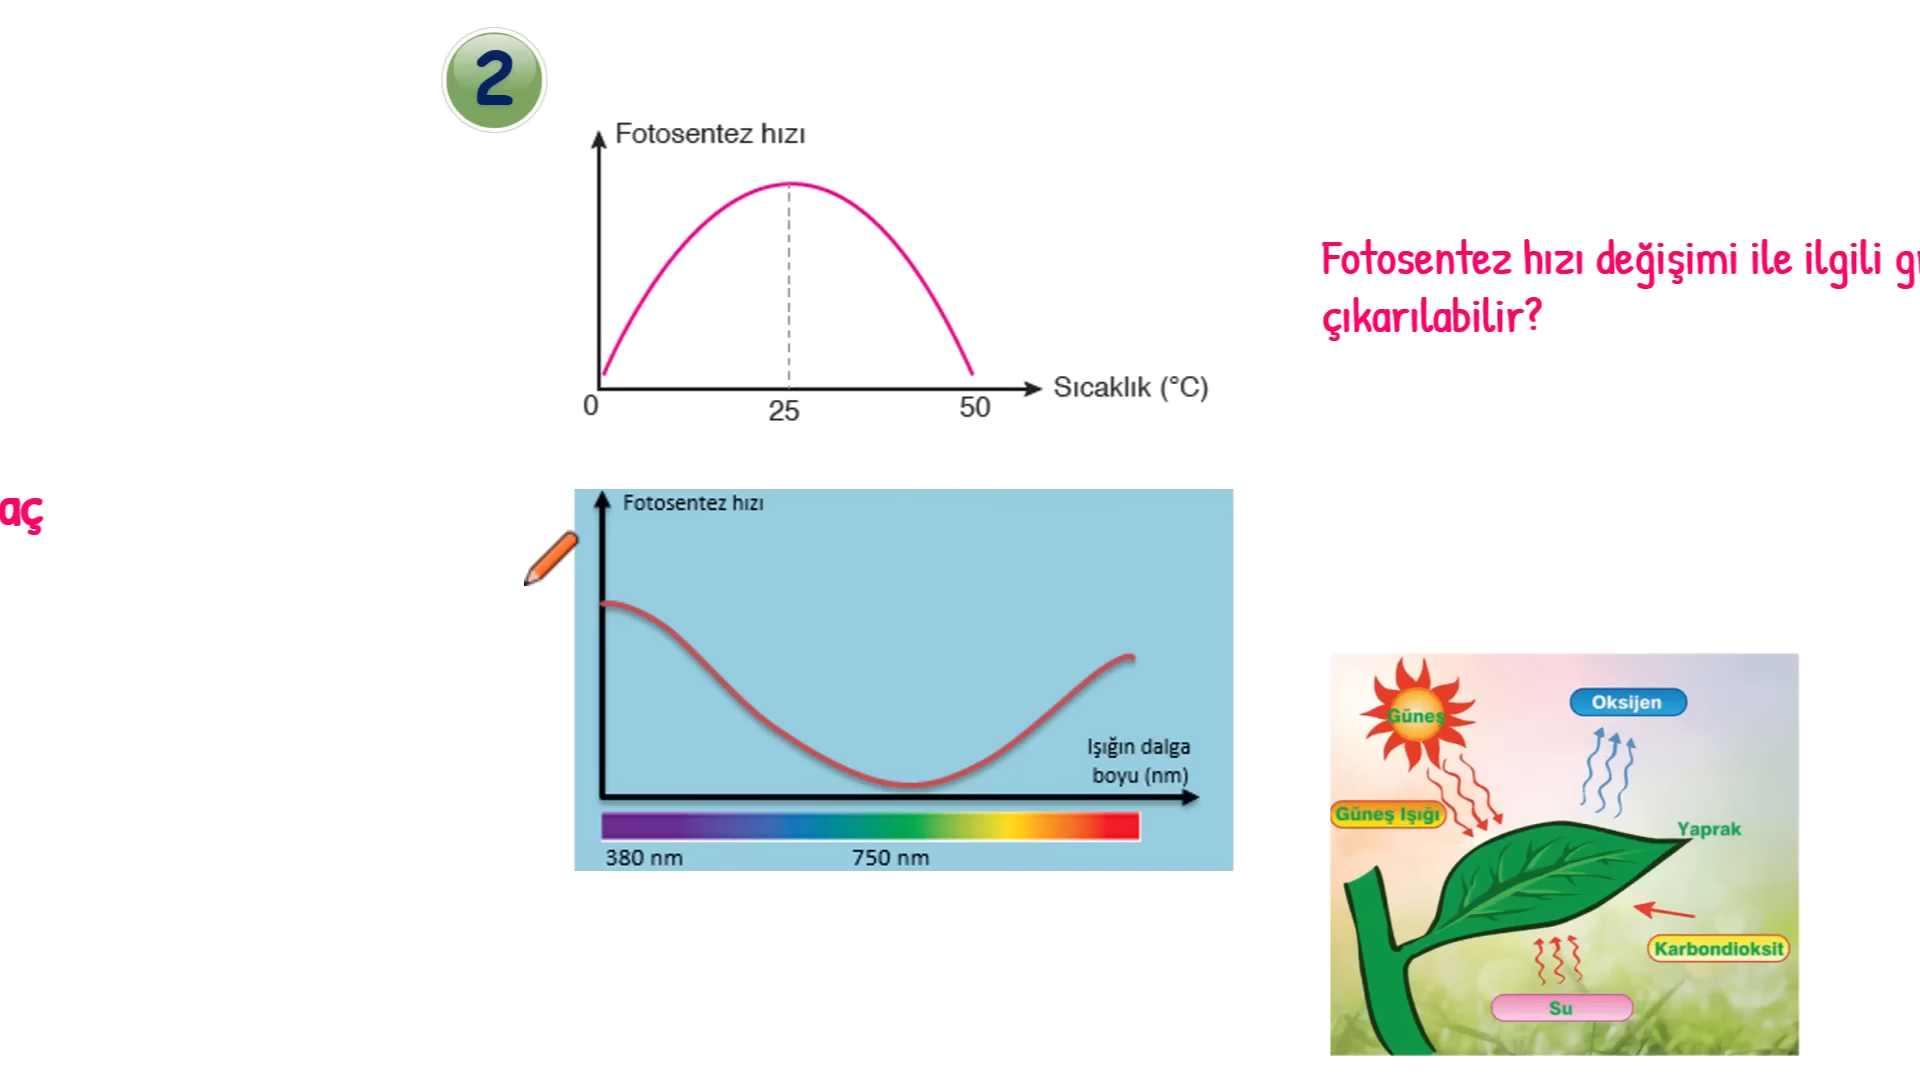 2
Fotosentez hızı
Sıcaklık (°C)
0
25
50
Fotosentez hızı değişimi ile ilgili
çıkarılabilir?
aç
Fotosentez hızı
Işığın dalga
boyu (nm)
380 nm
750 nm
Güneş
Oksijen
Güneş Işığı
Yaprak
Karbondioksit
Su